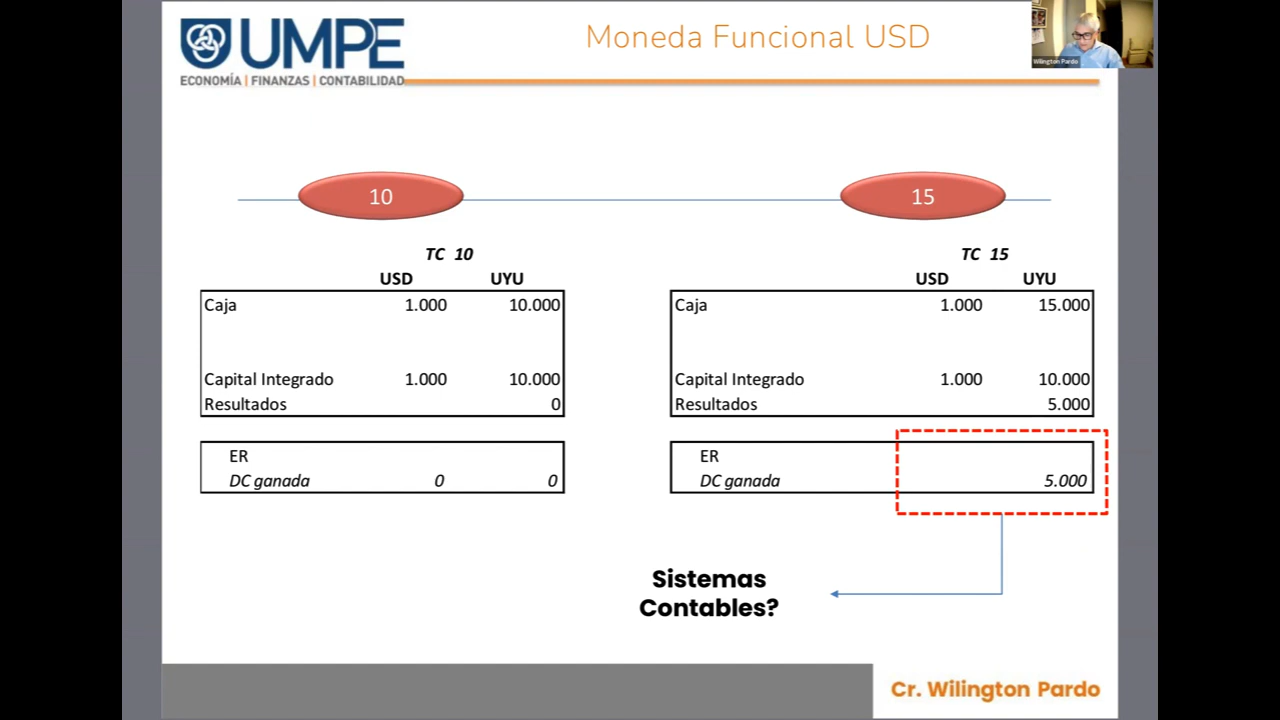 UMPE
ECONOMÍA | FINANZAS | CONTABILIDAD
Moneda Funcional USD
Wilington Pardo
10
15
TC 10
USD UYU
Caja 1.000 10.000
Capital Integrado 1.000 10.000
Resultados 0
ER
DC ganada 0 0
TC 15
USD UYU
Caja 1.000 15.000
Capital Integrado 1.000 10.000
Resultados 5.000
ER
DC ganada 5.000
Sistemas
Contables?
Cr. Wilington Pardo